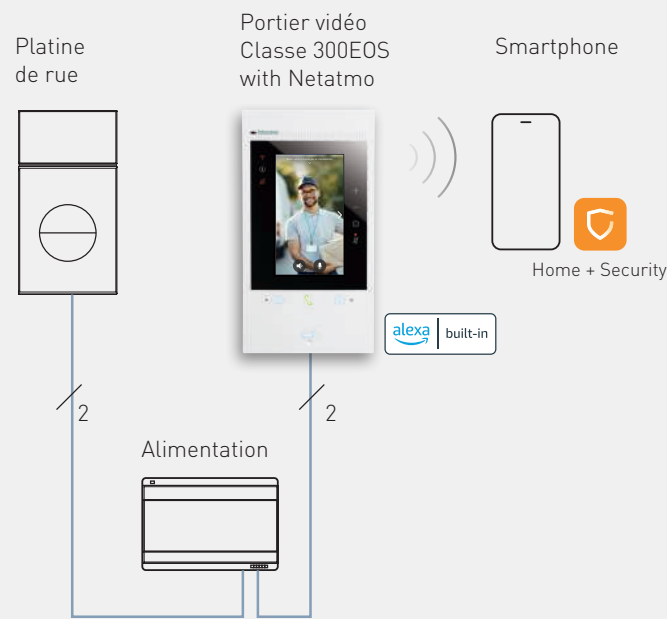 Platine
de rue
Portier vidéo
Classe 300EOS
with Netatmo
Smartphone
Home + Security
alexa built-in
2
2
Alimentation